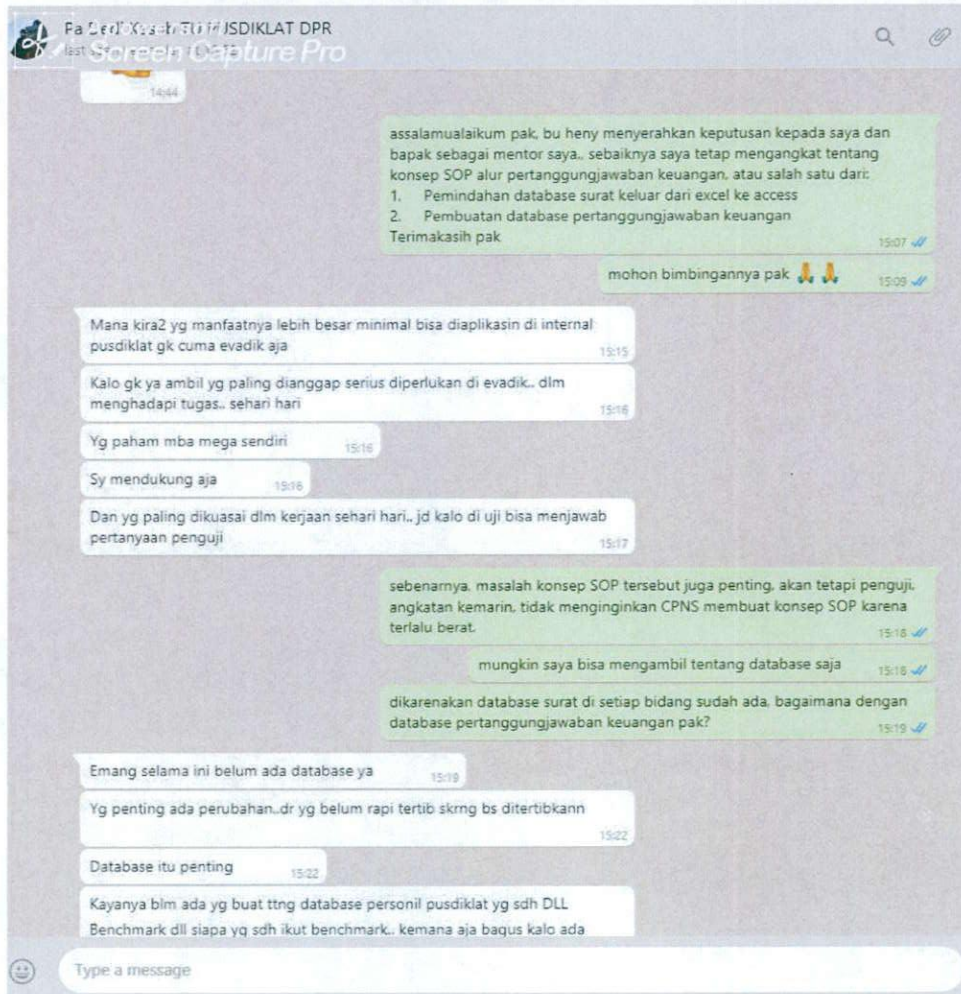 Pa
TU PUSDIKLAT DPR
Screen Capture Pro
14:44
assalamualaikum pak, bu heny menyerahkan keputusan kepada saya dan
bapak sebagai mentor saya.. sebaiknya saya tetap mengangkat tentang
konsep SOP alur pertanggungjawaban keuangan, atau salah satu dari:
1. Pemindahan database surat keluar dari excel ke access
2. Pembuatan database pertanggungjawaban keuangan
Terimakasih pak
15:07
mohon bimbingannya pak 🙏 🙏
15:09
Mana kira2 yg manfaatnya lebih besar minimal bisa diaplikasin di internal
pusdiklat gk cuma evadik aja
15:15
Kalo gk ya ambil yg paling dianggap serius diperlukan di evadik.. dlm
menghadapi tugas.. sehari hari
15:16
Yg paham mba mega sendiri
15:16
Sy mendukung aja
15:16
Dan yg paling dikuasai dlm kerjaan sehari hari.. jd kalo di uji bisa menjawab
pertanyaan penguji
15:17
sebenarnya, masalah konsep SOP tersebut juga penting, akan tetapi penguji,
angkatan kemarin, tidak menginginkan CPNS membuat konsep SOP karena
terlalu berat.
15:18
mungkin saya bisa mengambil tentang database saja
15:18
dikarenakan database surat di setiap bidang sudah ada, bagaimana dengan
database pertanggungjawaban keuangan pak?
15:19
Emang selama ini belum ada database ya
15:19
Yg penting ada perubahan..dr yg belum rapi tertib skrng bs ditertibkann
15:22
Database itu penting
15:22
Kayanya blm ada yg buat ttng database personil pusdiklat yg sdh DLL
Benchmark dll siapa yg sdh ikut benchmark.. kemana aja bagus kalo ada
Type a message